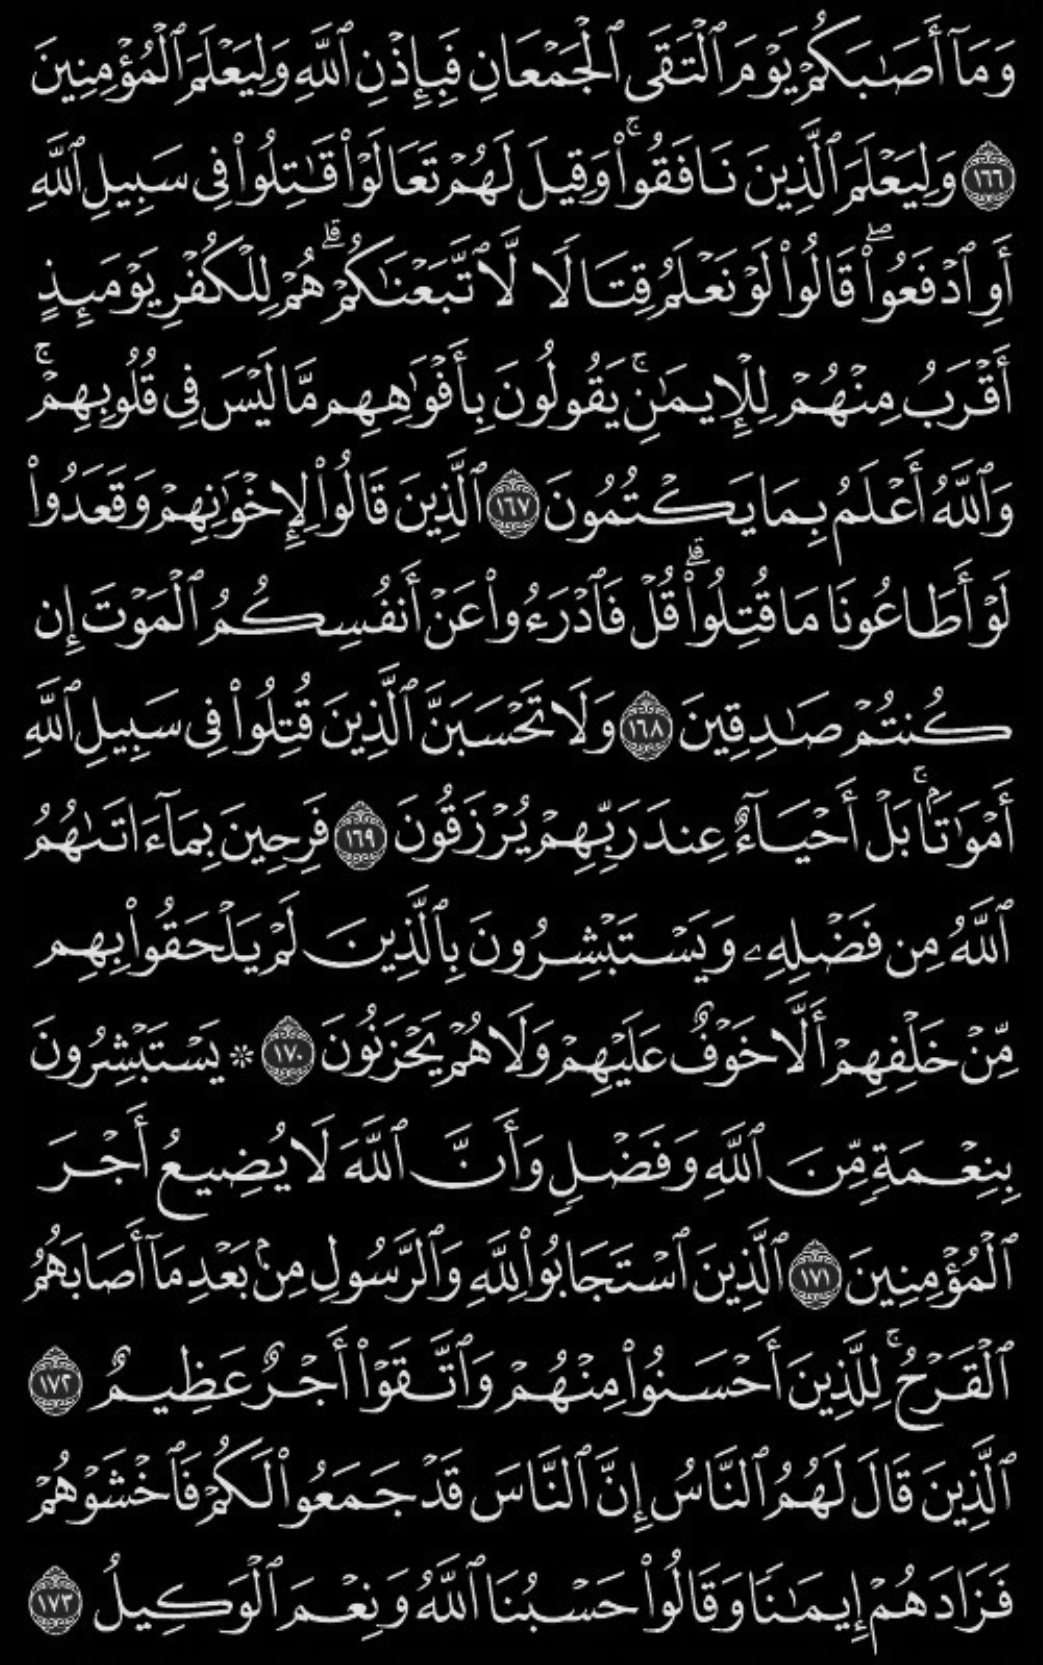 وَمَآ أَصَـٰبَكُمْ يَوْمَ ٱلْتَقَى ٱلْجَمْعَانِ فَبِإِذْنِ ٱللَّهِ وَلِيَعْلَمَ ٱلْمُؤْمِنِينَ
١٦٦ وَلِيَعْلَمَ ٱلَّذِينَ نَافَقُوا۟ۚ وَقِيلَ لَهُمْ تَعَالَوْا۟ قَـٰتِلُوا۟ فِى سَبِيلِ ٱللَّهِ
أَوِ ٱدْفَعُوا۟ۖ قَالُوا۟ لَوْ نَعْلَمُ قِتَالًا لَّٱتَّبَعْنَـٰكُمْۗ هُمْ لِلْكُفْرِ يَوْمَئِذٍ
أَقْرَبُ مِنْهُمْ لِلْإِيمَـٰنِۚ يَقُولُونَ بِأَفْوَٰهِهِم مَّا لَيْسَ فِى قُلُوبِهِمْۚ
وَٱللَّهُ أَعْلَمُ بِمَا يَكْتُمُونَ ١٦٧ ٱلَّذِينَ قَالُوا۟ لِإِخْوَٰنِهِمْ وَقَعَدُوا۟
لَوْ أَطَاعُونَا مَا قُتِلُوا۟ۗ قُلْ فَٱدْرَءُوا۟ عَنْ أَنفُسِكُمُ ٱلْمَوْتَ إِن
كُنتُمْ صَـٰدِقِينَ ١٦٨ وَلَا تَحْسَبَنَّ ٱلَّذِينَ قُتِلُوا۟ فِى سَبِيلِ ٱللَّهِ
أَمْوَٰتَۢاۚ بَلْ أَحْيَآءٌ عِندَ رَبِّهِمْ يُرْزَقُونَ ١٦٩ فَرِحِينَ بِمَآ ءَاتَىٰهُمُ
ٱللَّهُ مِن فَضْلِهِۦ وَيَسْتَبْشِرُونَ بِٱلَّذِينَ لَمْ يَلْحَقُوا۟ بِهِم
مِّنْ خَلْفِهِمْ أَلَّا خَوْفٌ عَلَيْهِمْ وَلَا هُمْ يَحْزَنُونَ ١٧٠ * يَسْتَبْشِرُونَ
بِنِعْمَةٍ مِّنَ ٱللَّهِ وَفَضْلٍ وَأَنَّ ٱللَّهَ لَا يُضِيعُ أَجْرَ
ٱلْمُؤْمِنِينَ ١٧١ ٱلَّذِينَ ٱسْتَجَابُوا۟ لِلَّهِ وَٱلرَّسُولِ مِنۢ بَعْدِ مَآ أَصَابَهُمُ
ٱلْقَرْحُۚ لِلَّذِينَ أَحْسَنُوا۟ مِنْهُمْ وَٱتَّقَوْا۟ أَجْرٌ عَظِيمٌ ١٧٢
ٱلَّذِينَ قَالَ لَهُمُ ٱلنَّاسُ إِنَّ ٱلنَّاسَ قَدْ جَمَعُوا۟ لَكُمْ فَٱخْشَوْهُمْ
فَزَادَهُمْ إِيمَـٰنًا وَقَالُوا۟ حَسْبُنَا ٱللَّهُ وَنِعْمَ ٱلْوَكِيلُ ١٧٣